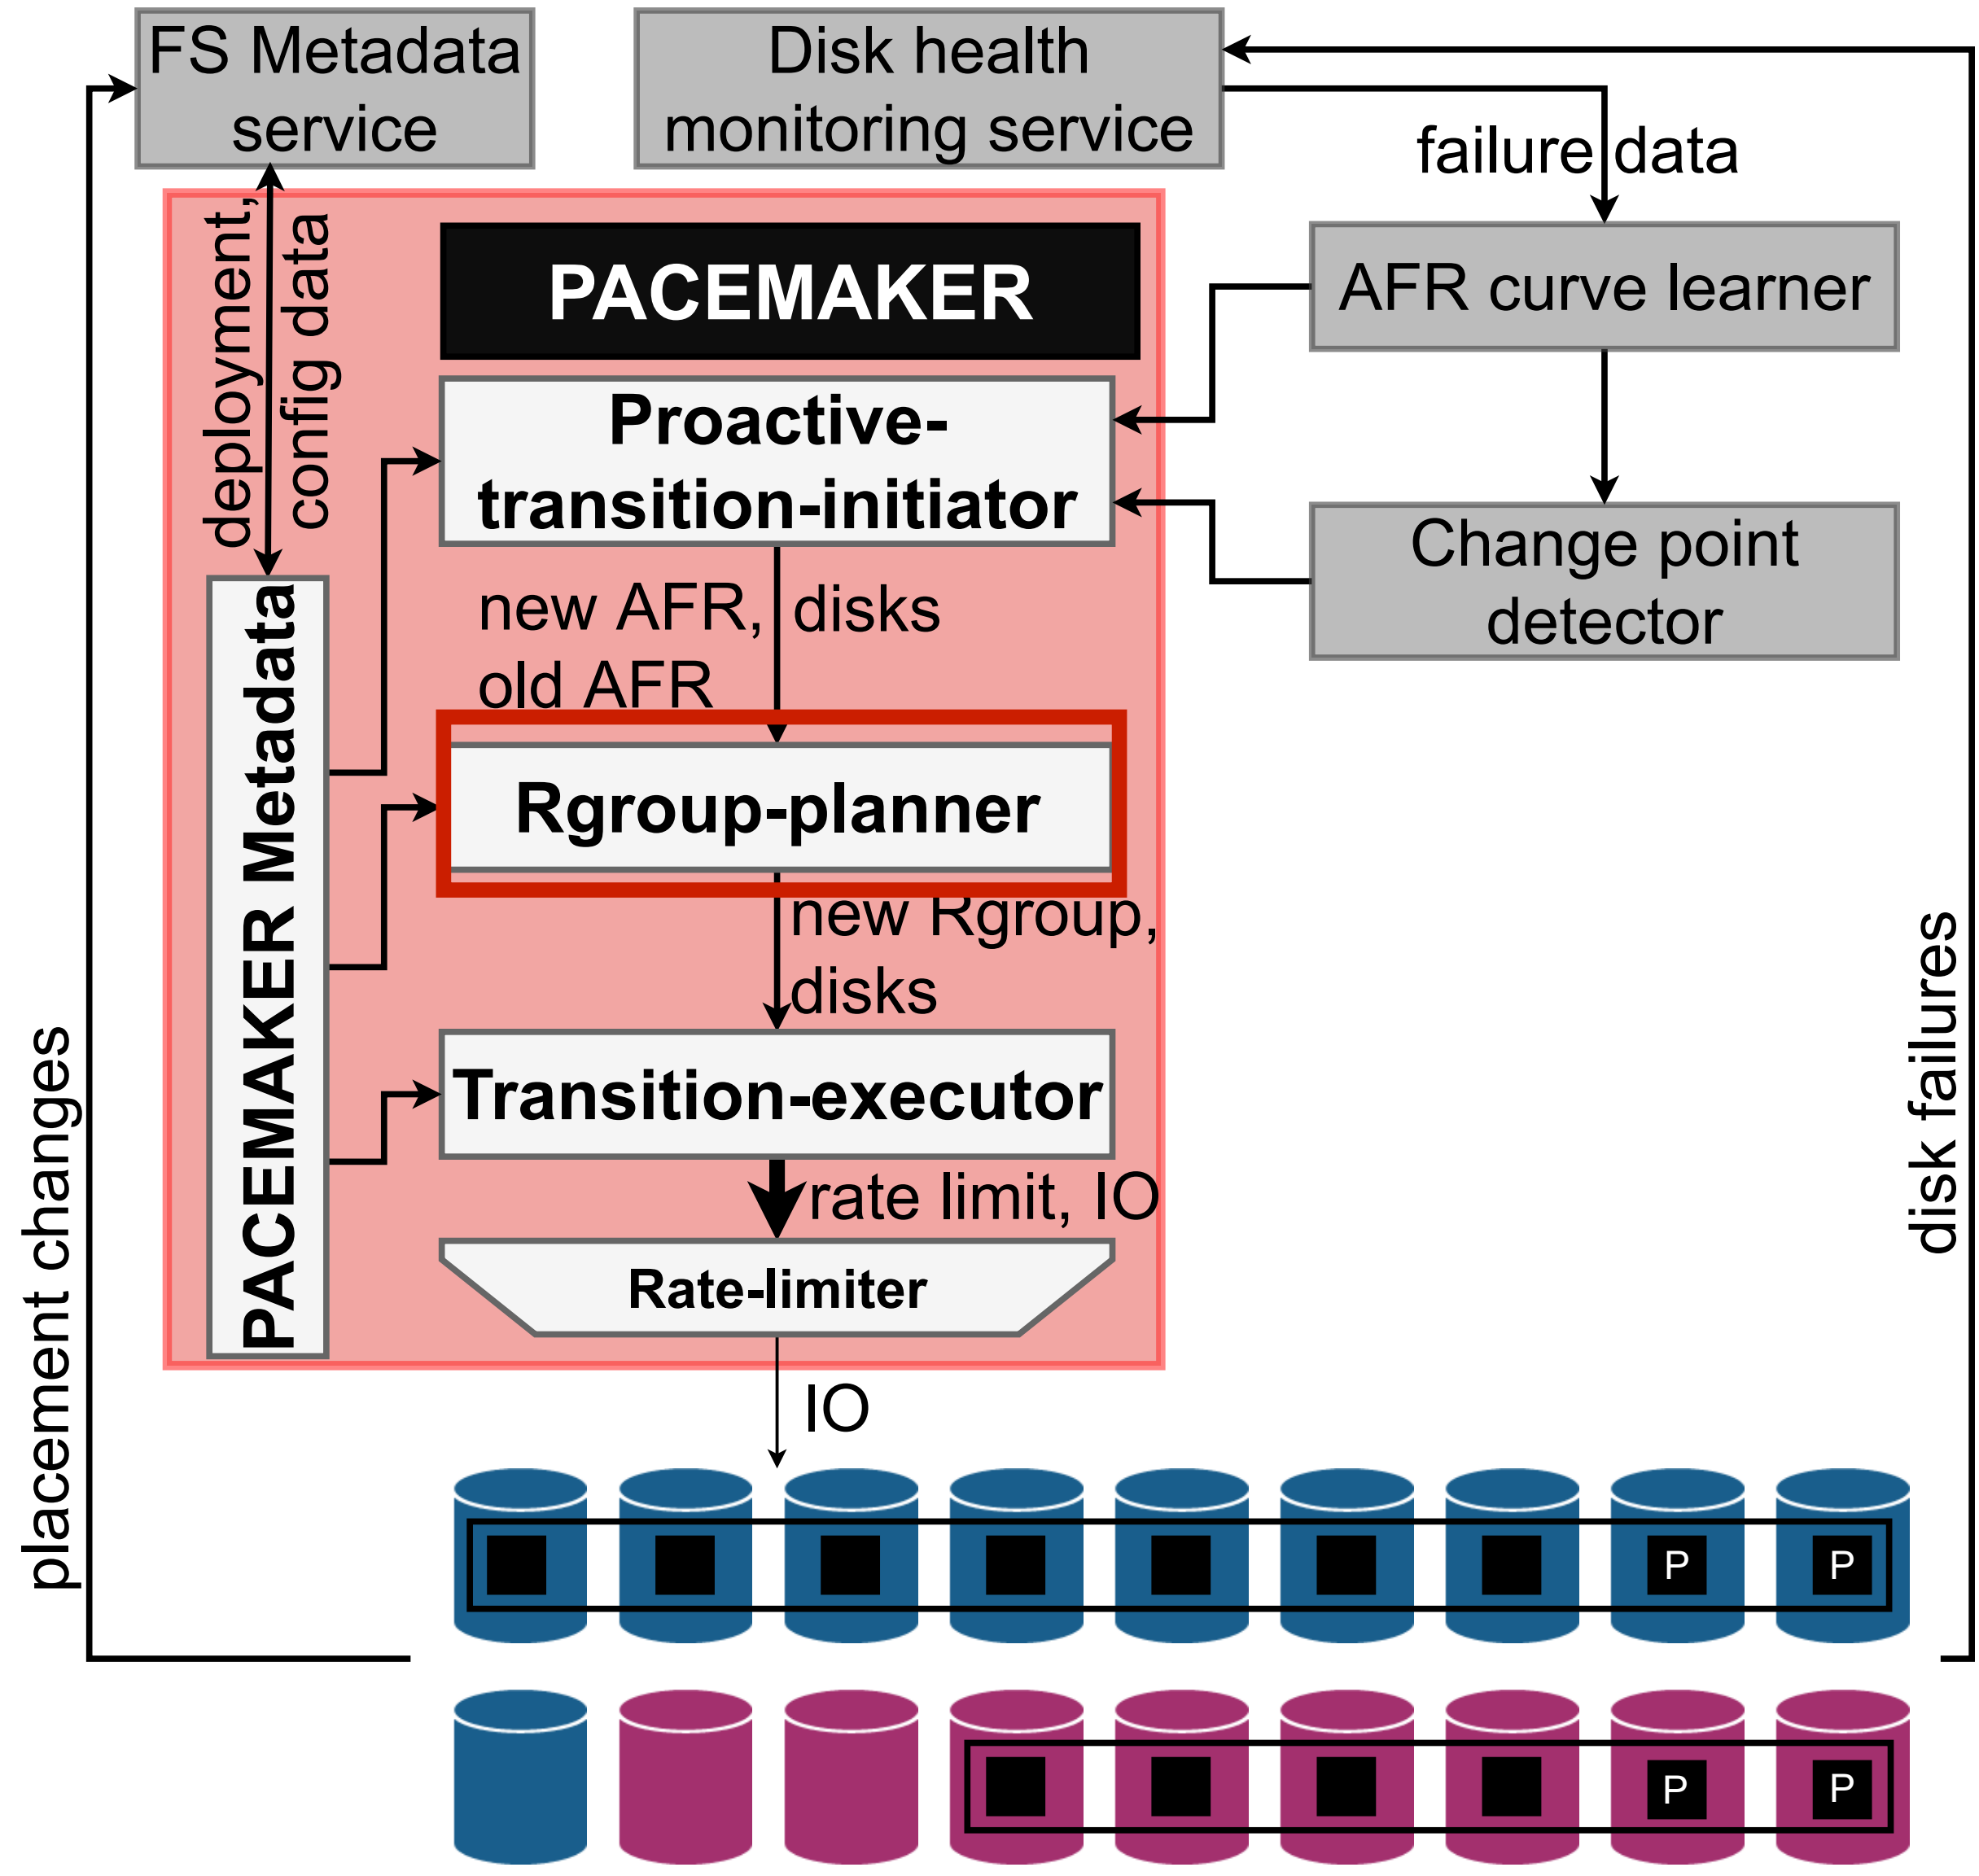 FS Metadata
service
Disk health
monitoring service
failure data
deployment,
config data
PACEMAKER
AFR curve learner
Proactive-
transition-initiator
Change point
detector
new AFR, disks
old AFR
PACEMAKER Metadata
Rgroup-planner
new Rgroup,
disks
Transition-executor
rate limit, IO
Rate-limiter
IO
placement changes
disk failures
P
P
P
P